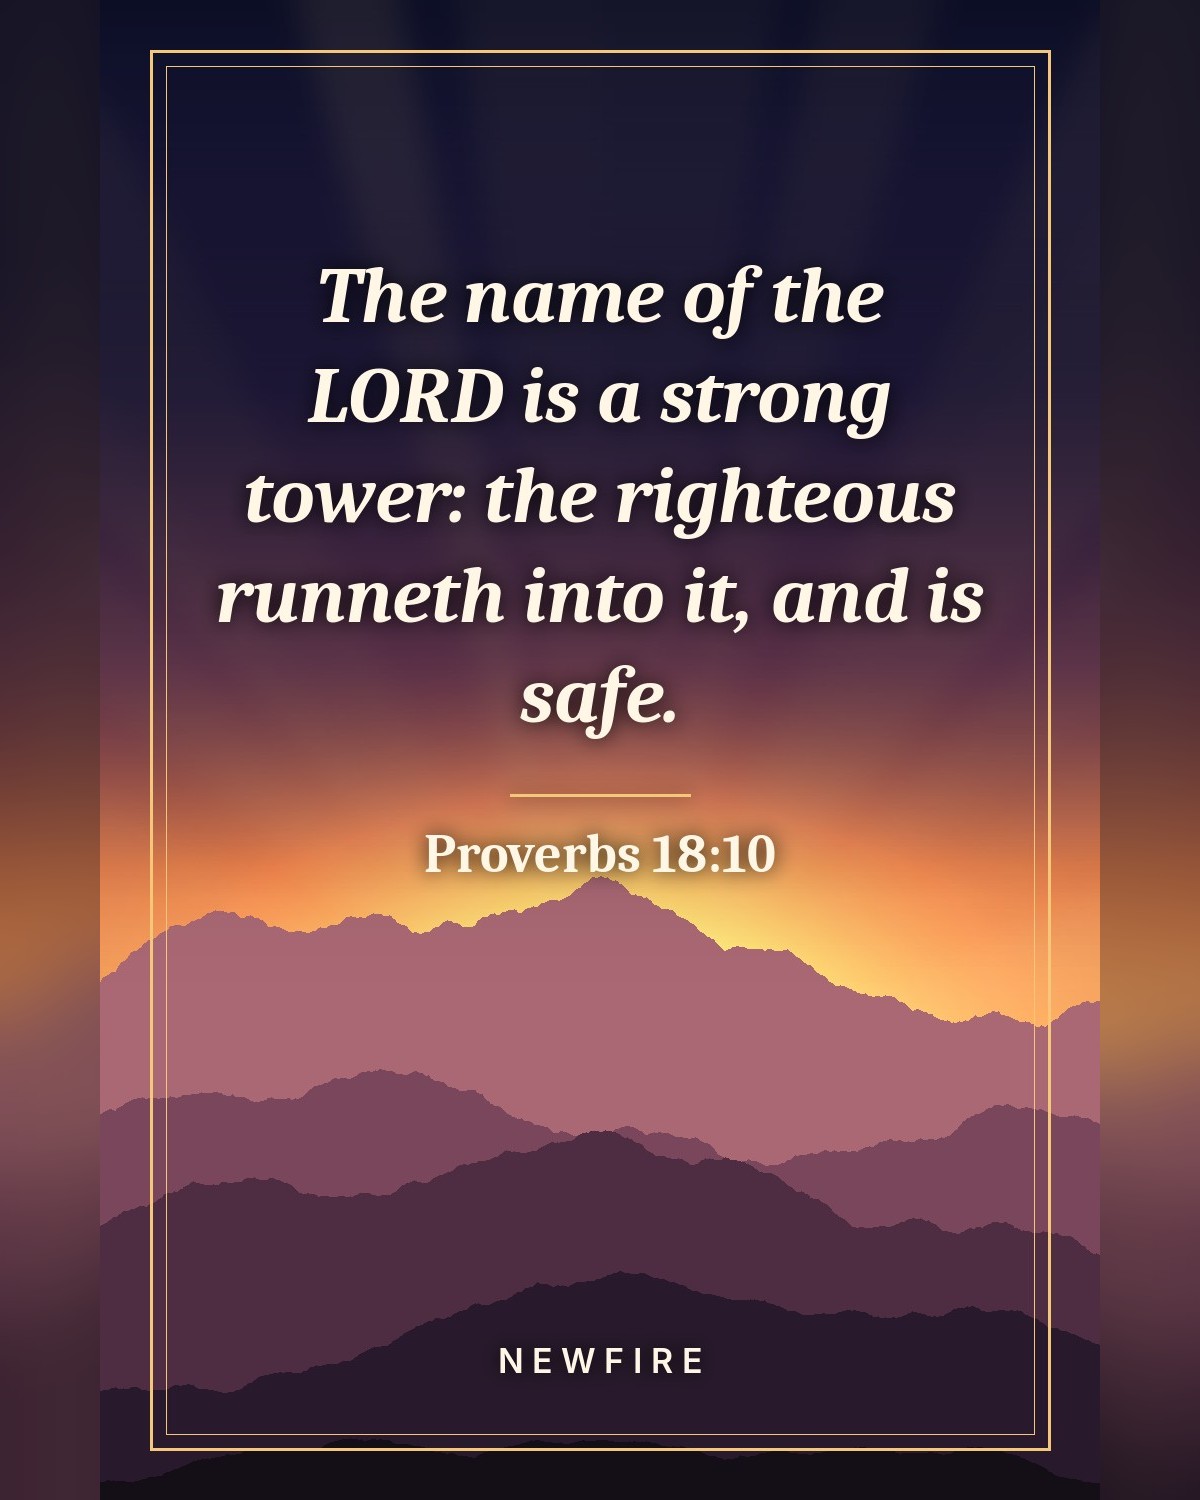 The name of the
LORD is a strong
tower: the righteous
runneth into it, and is
safe.
Proverbs 18:10
NEWFIRE